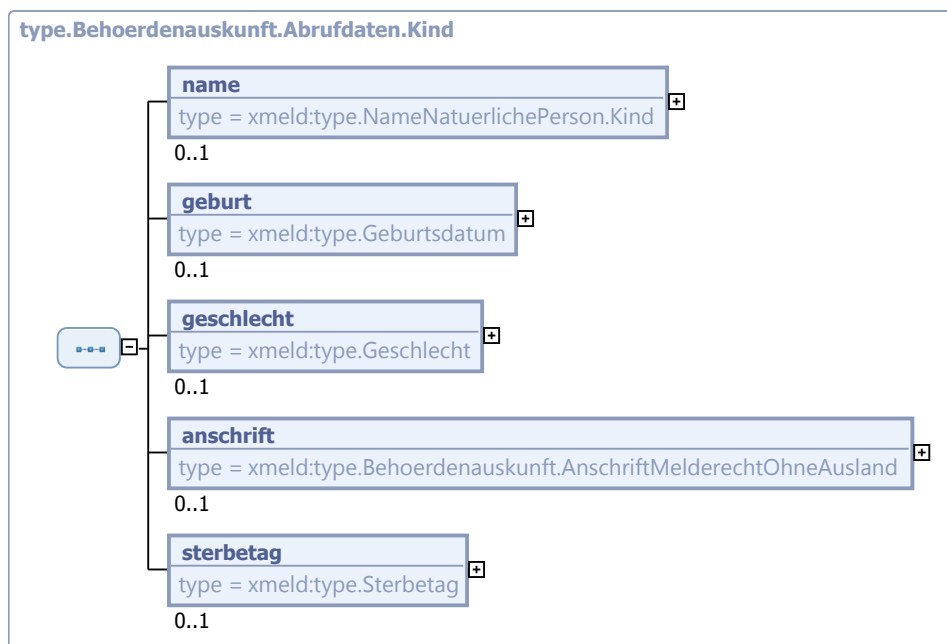 type.Behoerdenauskunft.Abrufdaten.Kind
name
type = xmeld:type.NameNatuerlichePerson.Kind
0..1
geburt
type = xmeld:type.Geburtsdatum
0..1
geschlecht
type = xmeld:type.Geschlecht
0..1
anschrift
type = xmeld:type.Behoerdenauskunft.AnschriftMelderechtOhneAusland
0..1
sterbetag
type = xmeld:type.Sterbetag
0..1